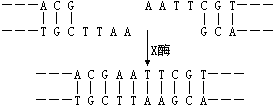 ---A C G A A T T C G T---
---T G C T T A A G C A---
X酶
---A C G A A T T C G T---
---T G C T T A A G C A---